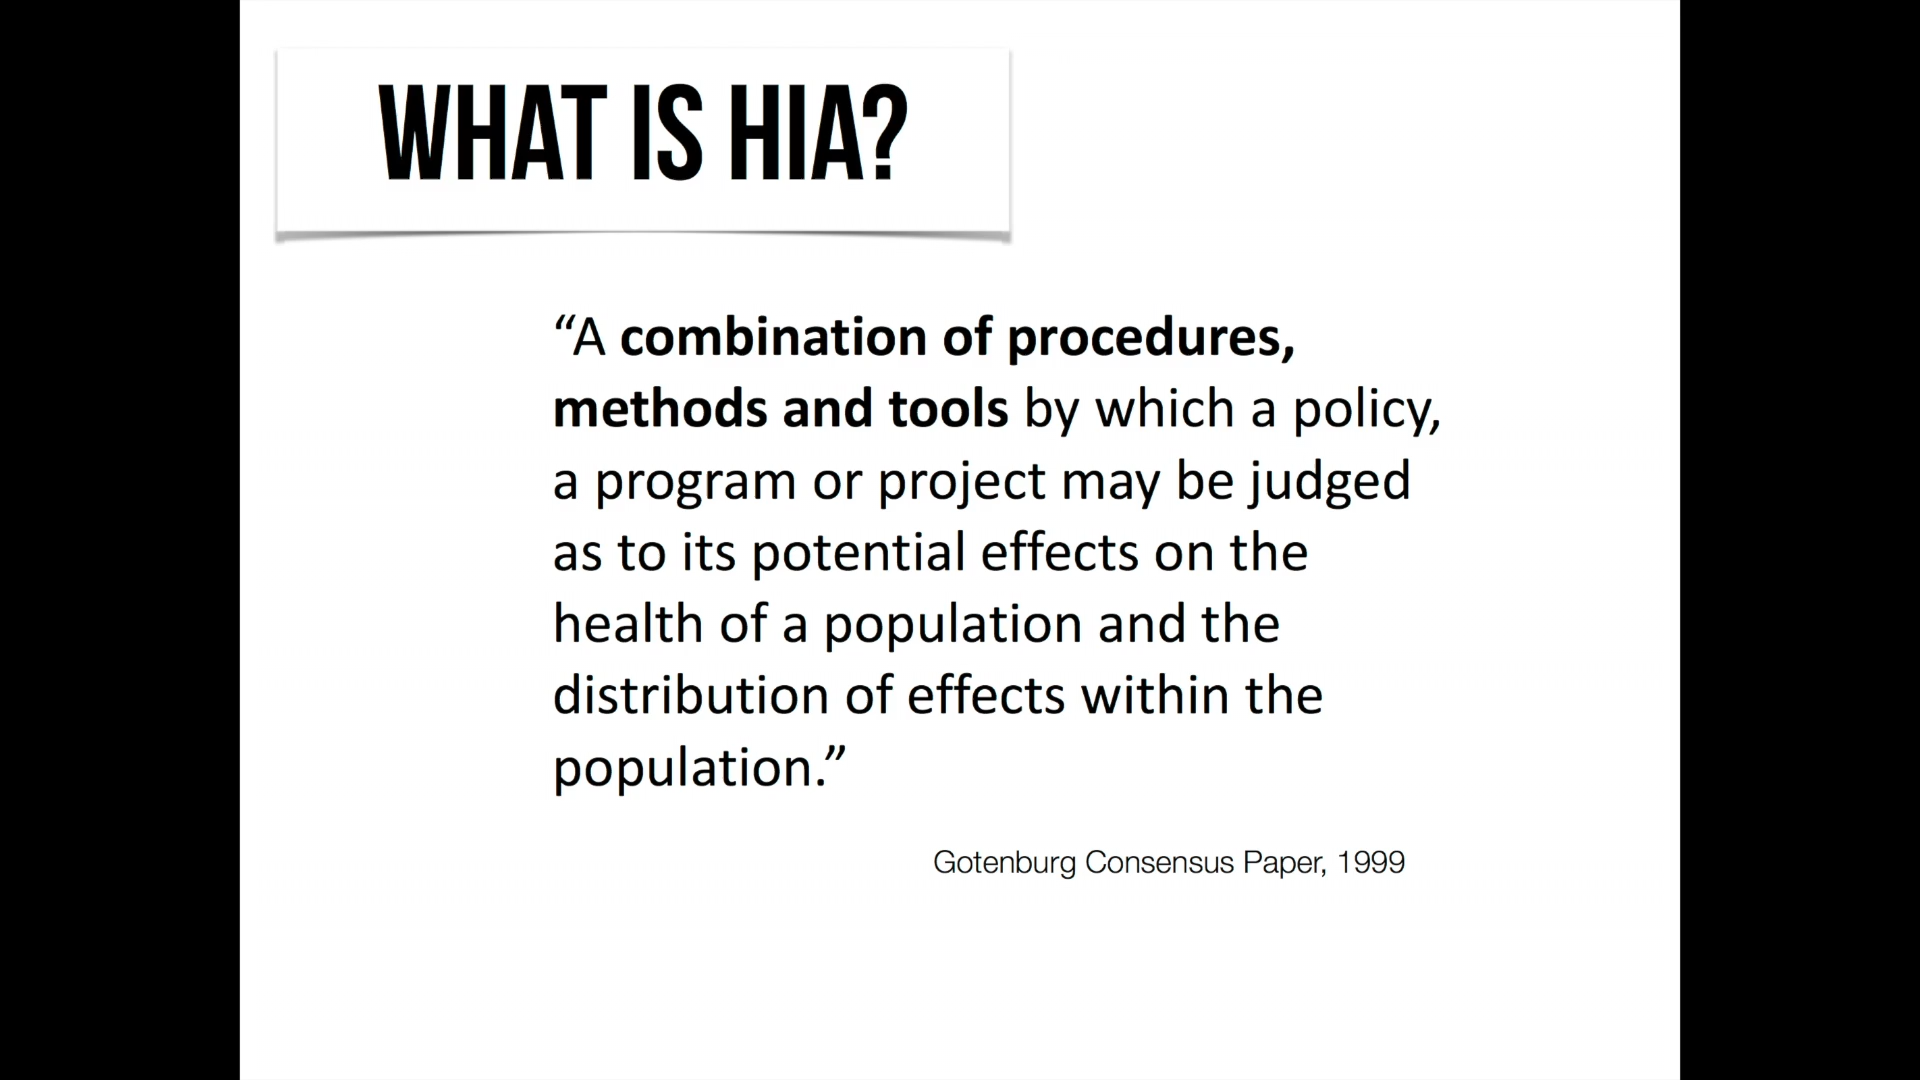 WHAT IS HIA?
“A combination of procedures,
methods and tools by which a policy,
a program or project may be judged
as to its potential effects on the
health of a population and the
distribution of effects within the
population.”
Gotenburg Consensus Paper, 1999